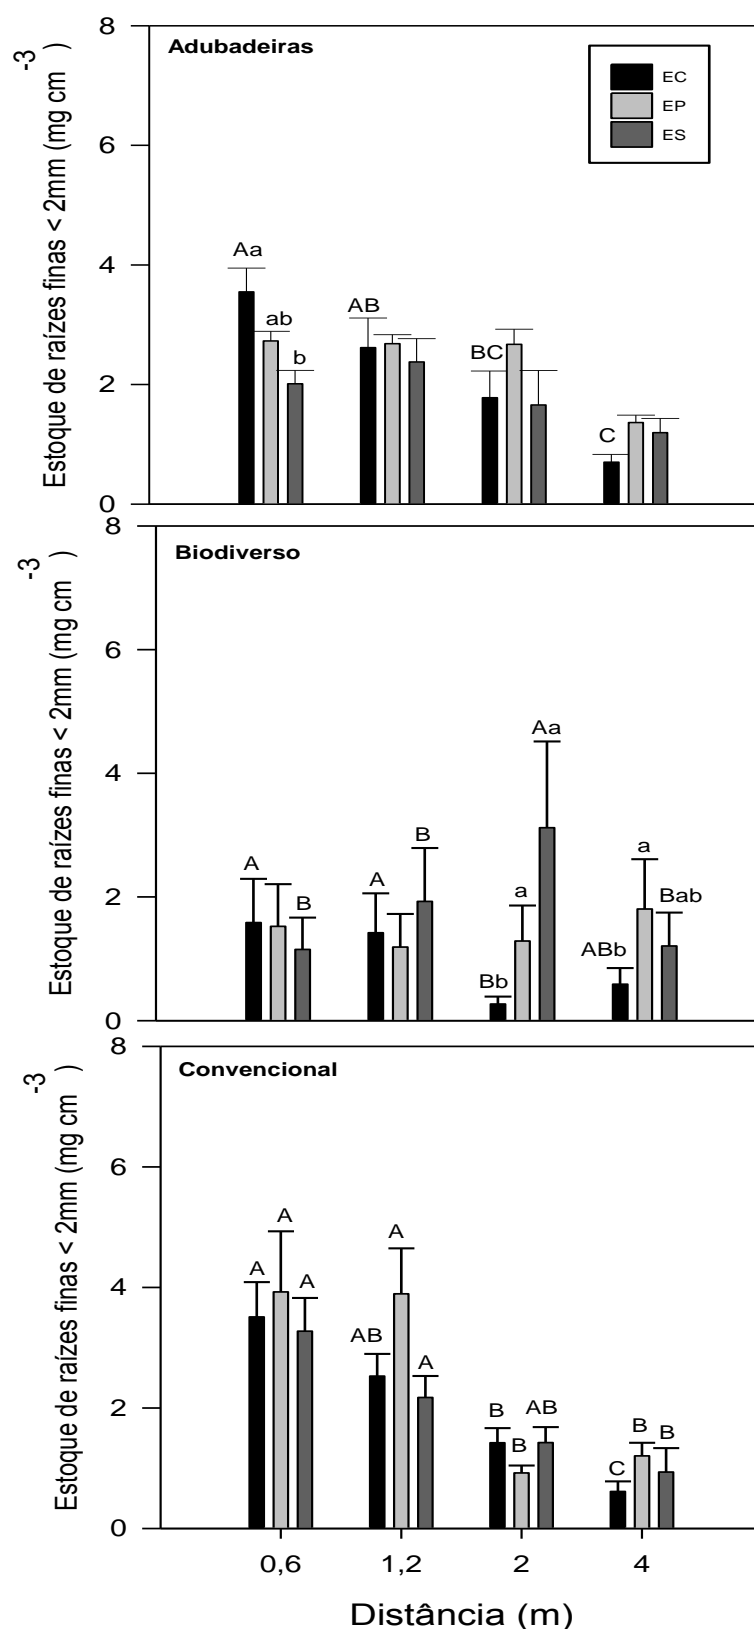 Estoque de raízes finas < 2mm (mg cm-3)
8
6
4
2
0
Adubadeiras
EC
EP
ES
Aa
ab
b
AB
BC
C
Estoque de raízes finas < 2mm (mg cm-3)
8
6
4
2
0
Biodiverso
A
B
A
B
Bb
a
Aa
ABb
a
Bab
Estoque de raízes finas < 2mm (mg cm-3)
8
6
4
2
0
Convencional
A
A
A
AB
A
A
B
B
AB
C
B
B
0,6 1,2 2 4
Distância (m)